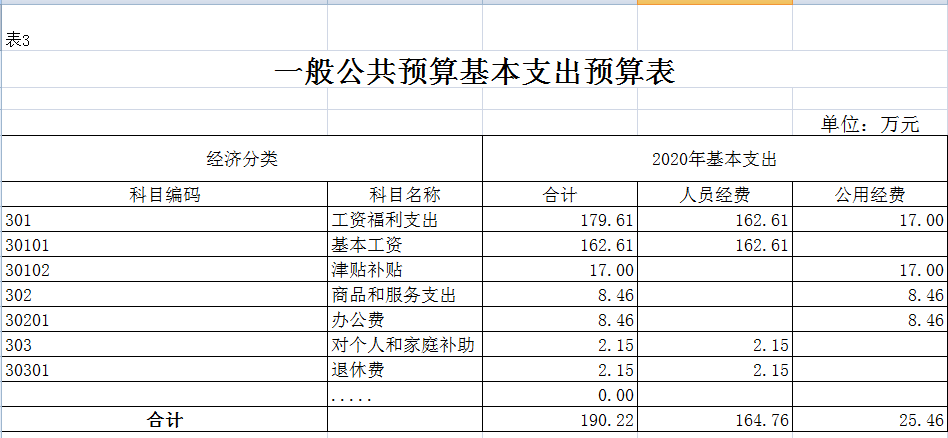 表3
一般公共预算基本支出预算表
单位：万元
经济分类 2020年基本支出
科目编码 科目名称 合计 人员经费 公用经费
301 工资福利支出 179.61 162.61 17.00
30101 基本工资 162.61 162.61
30102 津贴补贴 17.00 17.00
302 商品和服务支出 8.46 8.46
30201 办公费 8.46 8.46
303 对个人和家庭补助 2.15 2.15
30301 退休费 2.15 2.15
..... 0.00
合计 190.22 164.76 25.46